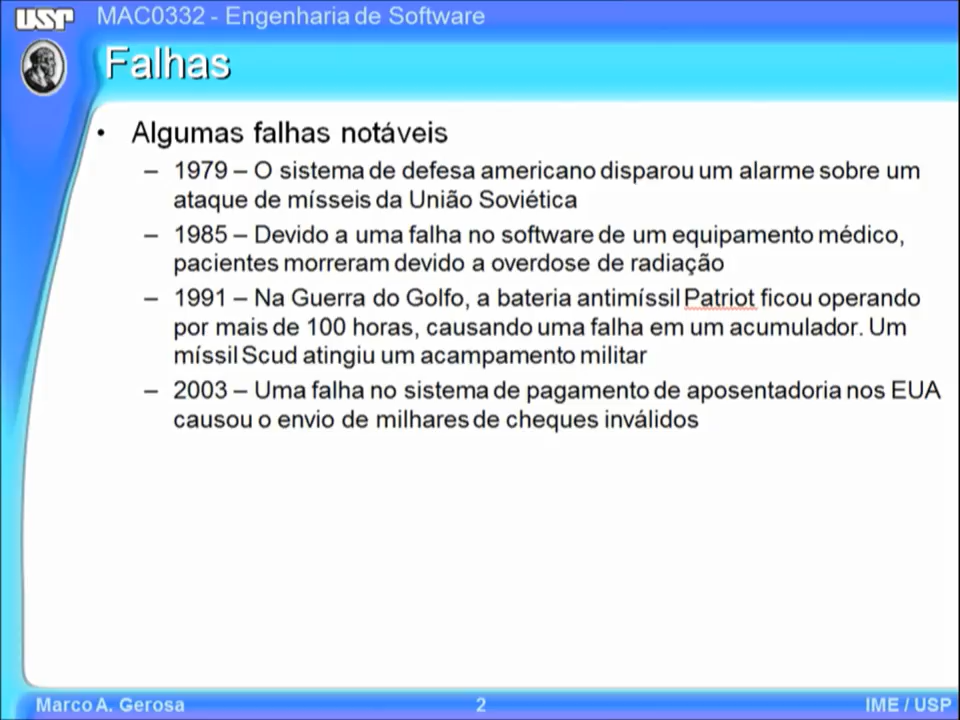 USP MAC0332 - Engenharia de Software
Falhas
• Algumas falhas notáveis
– 1979 – O sistema de defesa americano disparou um alarme sobre um
ataque de mísseis da União Soviética
– 1985 – Devido a uma falha no software de um equipamento médico,
pacientes morreram devido a overdose de radiação
– 1991 – Na Guerra do Golfo, a bateria antimíssil Patriot ficou operando
por mais de 100 horas, causando uma falha em um acumulador. Um
míssil Scud atingiu um acampamento militar
– 2003 – Uma falha no sistema de pagamento de aposentadoria nos EUA
causou o envio de milhares de cheques inválidos
Marco A. Gerosa 2 IME / USP